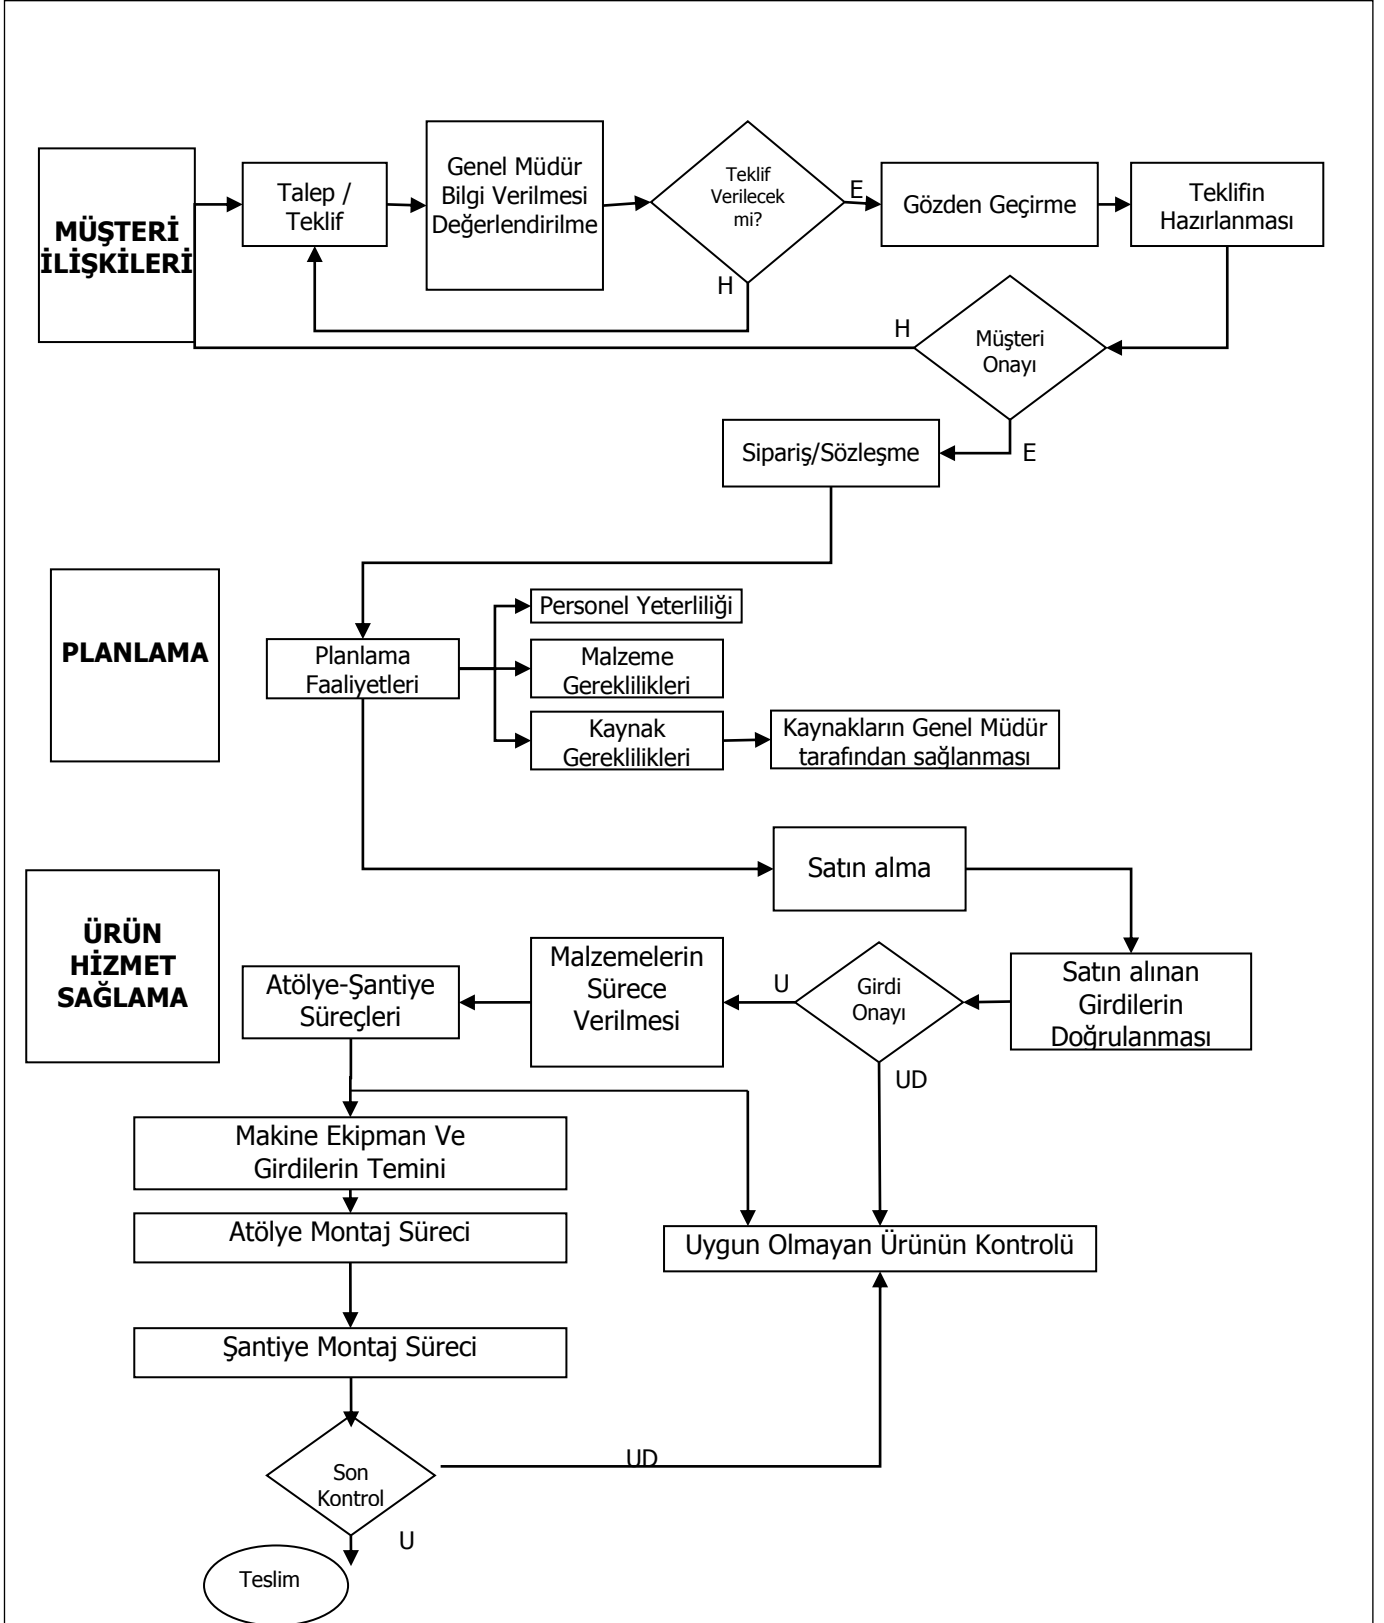 MÜŞTERİ
İLİŞKİLERİ
Talep /
Teklif
Genel Müdür
Bilgi Verilmesi
Değerlendirilme
Teklif
Verilecek
mi?
E
H
Gözden Geçirme
Teklifin
Hazırlanması
Müşteri
Onayı
H
E
Sipariş/Sözleşme
PLANLAMA
Planlama
Faaliyetleri
Personel Yeterliliği
Malzeme
Gereklilikleri
Kaynak
Gereklilikleri
Kaynakların Genel Müdür
tarafından sağlanması
Satın alma
ÜRÜN
HİZMET
SAĞLAMA
Satın alınan
Girdilerin
Doğrulanması
Girdi
Onayı
U
UD
Malzemelerin
Sürece
Verilmesi
Atölye-Şantiye
Süreçleri
Makine Ekipman Ve
Girdilerin Temini
Atölye Montaj Süreci
Uygun Olmayan Ürünün Kontrolü
Şantiye Montaj Süreci
Son
Kontrol
UD
U
Teslim